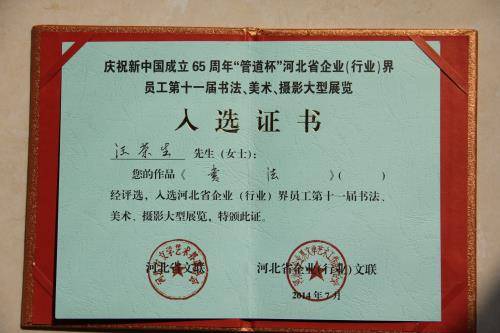 庆祝新中国成立65周年“管道杯”河北省企业(行业)界
员工第十一届书法、美术、摄影大型展览
入选证书
汪荣生 先生(女士):
您的作品《 书 法 》( )
经评选，入选河北省企业(行业)界员工第十一届书法、
美术、摄影大型展览，特颁此证。
河北省文联 河北省企业(行业)文联
2014年7月